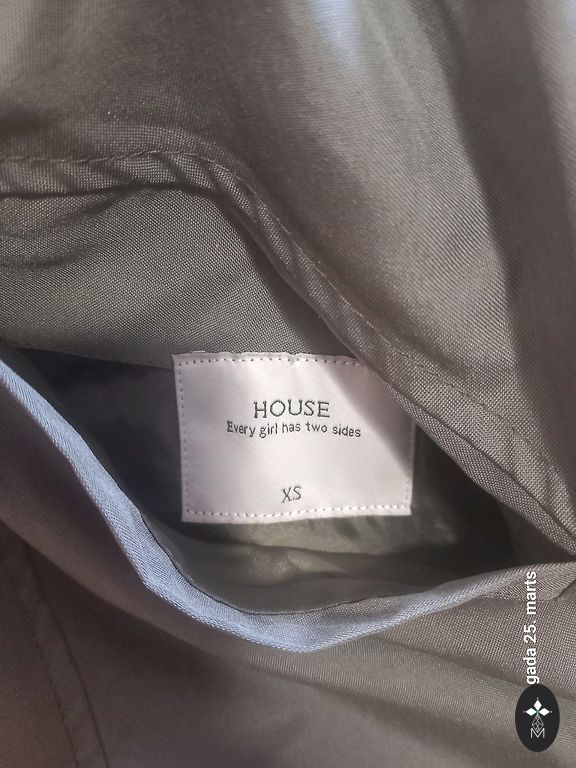 HOUSE
Every girl has two sides
XS
gada 25. marts
M